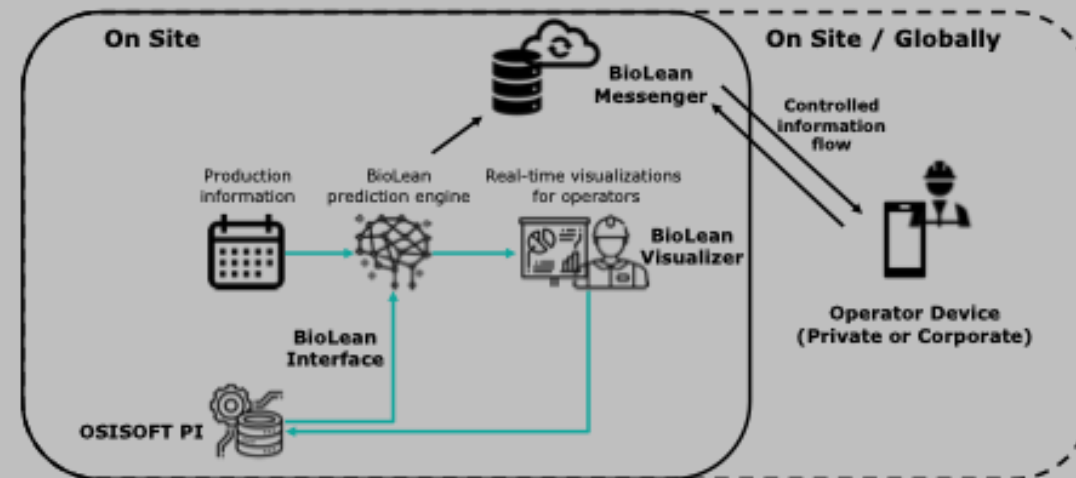 On Site
On Site / Globally
BioLean
Messenger
Controlled
information
flow
Production
information
BioLean
prediction engine
Real-time visualizations
for operators
BioLean
Visualizer
BioLean
Interface
Operator Device
(Private or Corporate)
OSISOFT PI